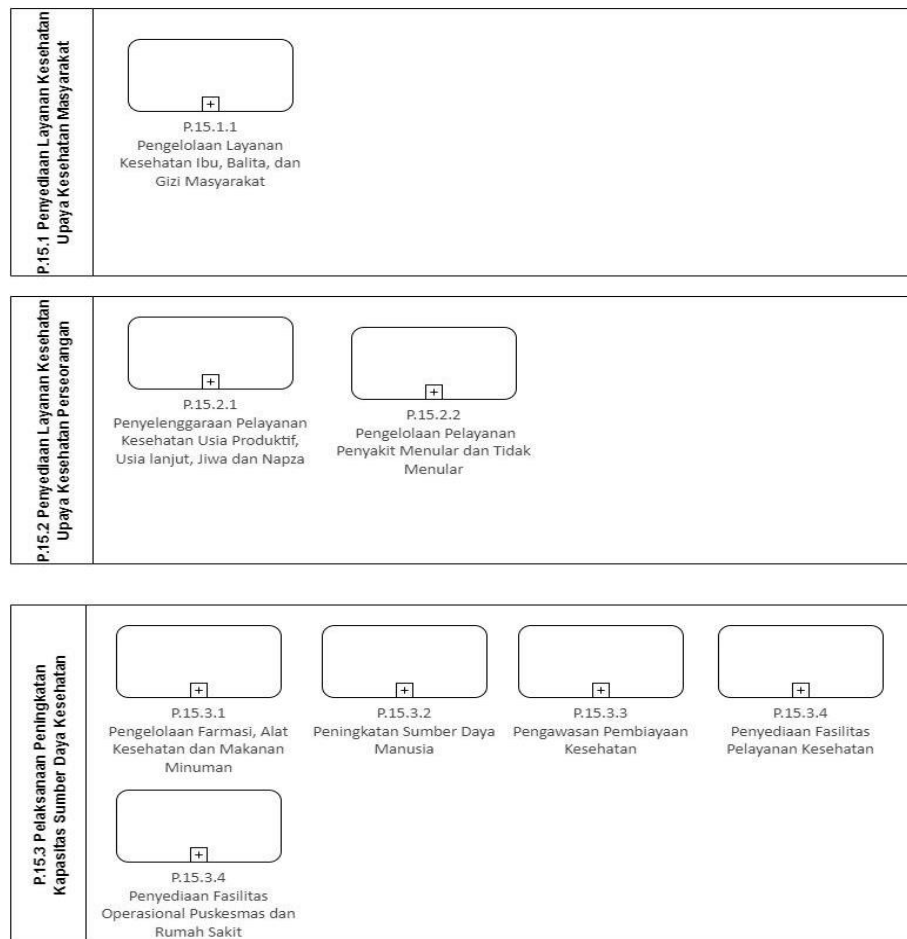 P.15.1 Penyediaan Layanan Kesehatan
Upaya Kesehatan Masyarakat
P.15.1.1
Pengelolaan Layanan
Kesehatan Ibu, Balita, dan
Gizi Masyarakat
P.15.2 Penyediaan Layanan Kesehatan
Upaya Kesehatan Perseorangan
P.15.2.1
Penyelenggaraan Pelayanan
Kesehatan Usia Produktif,
Usia lanjut, Jiwa dan Napza
P.15.2.2
Pengelolaan Pelayanan
Penyakit Menular dan Tidak
Menular
P.15.3 Pelaksanaan Peningkatan
Kapasitas Sumber Daya Kesehatan
P.15.3.1
Pengelolaan Farmasi, Alat
Kesehatan dan Makanan
Minuman
P.15.3.2
Peningkatan Sumber Daya
Manusia
P.15.3.3
Pengawasan Pembiayaan
Kesehatan
P.15.3.4
Penyediaan Fasilitas
Pelayanan Kesehatan
P.15.3.4
Penyediaan Fasilitas
Operasional Puskesmas dan
Rumah Sakit